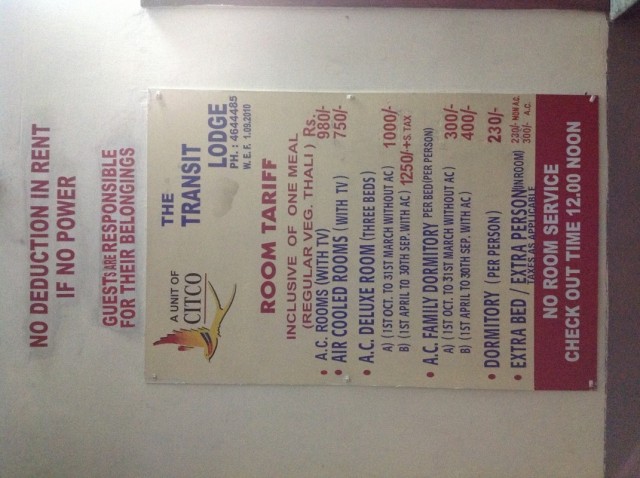 NO DEDUCTION IN RENT
IF NO POWER
GUESTS ARE RESPONSIBLE
FOR THEIR BELONGINGS
A UNIT OF
CITCO
THE
TRANSIT
LODGE
PH. : 4644485
W. E. F. 1.09.2010
ROOM TARIFF
INCLUSIVE OF ONE MEAL
(REGULAR VEG. THALI) Rs.
• A.C. ROOMS (WITH TV) 980/-
• AIR COOLED ROOMS (WITH TV) 750/-
• A.C. DELUXE ROOM (THREE BEDS)
A) (1ST OCT. TO 31ST MARCH WITHOUT AC) 1000/-
B) (1ST APRIL TO 30TH SEP. WITH AC) 1250/-+S. TAX
• A.C. FAMILY DORMITORY PER BED(PER PERSON)
A) (1ST OCT. TO 31ST MARCH WITHOUT AC) 300/-
B) (1ST APRIL TO 30TH SEP. WITH AC) 400/-
• DORMITORY (PER PERSON) 230/-
• EXTRA BED / EXTRA PERSON(IN ROOM) 230/- NON A.C.
300/- A.C.
TAXES AS APPLICABLE
NO ROOM SERVICE
CHECK OUT TIME 12.00 NOON